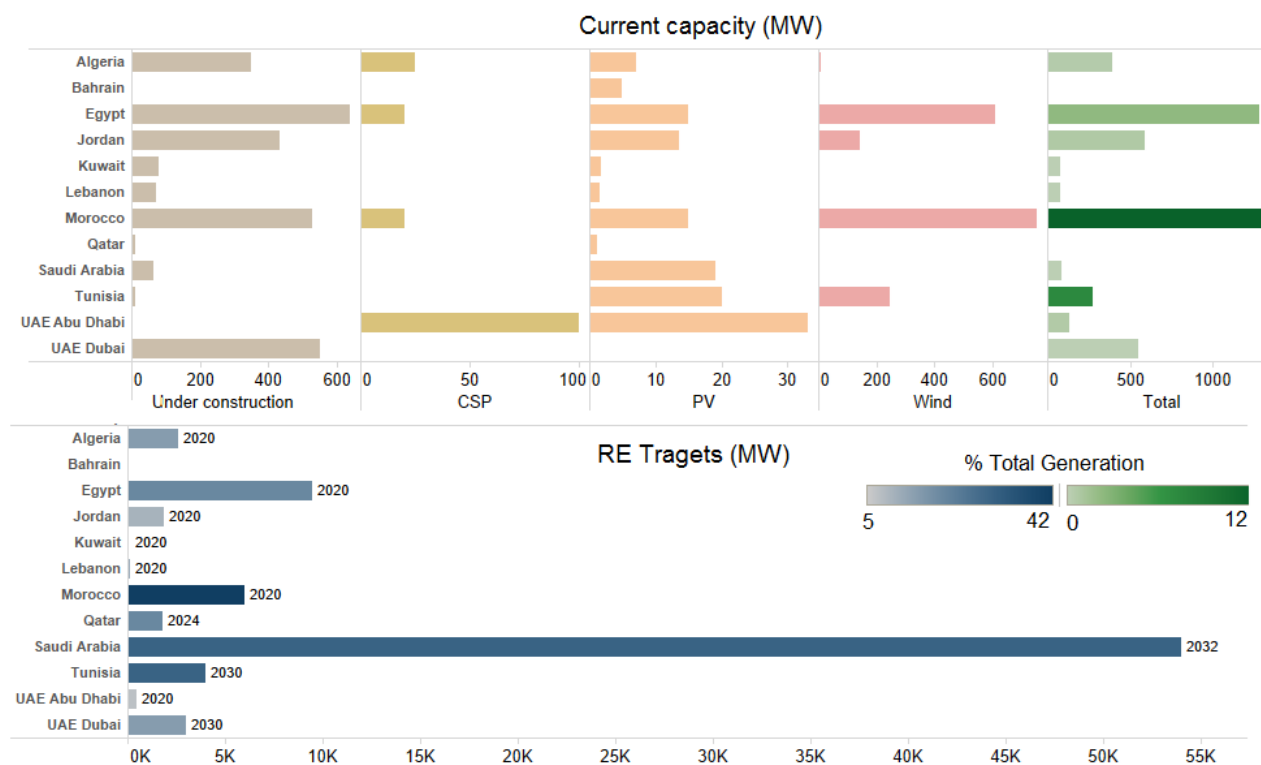 Current capacity (MW)
Algeria
Bahrain
Egypt
Jordan
Kuwait
Lebanon
Morocco
Qatar
Saudi Arabia
Tunisia
UAE Abu Dhabi
UAE Dubai
0 200 400 600 0 50 100 0 10 20 30 0 200 400 600 0 500 1000
Under construction CSP PV Wind Total
RE Tragets (MW)
% Total Generation
5 42 0 12
Algeria 2020
Bahrain
Egypt 2020
Jordan 2020
Kuwait 2020
Lebanon 2020
Morocco 2020
Qatar 2024
Saudi Arabia 2032
Tunisia 2030
UAE Abu Dhabi 2020
UAE Dubai 2030
0K 5K 10K 15K 20K 25K 30K 35K 40K 45K 50K 55K